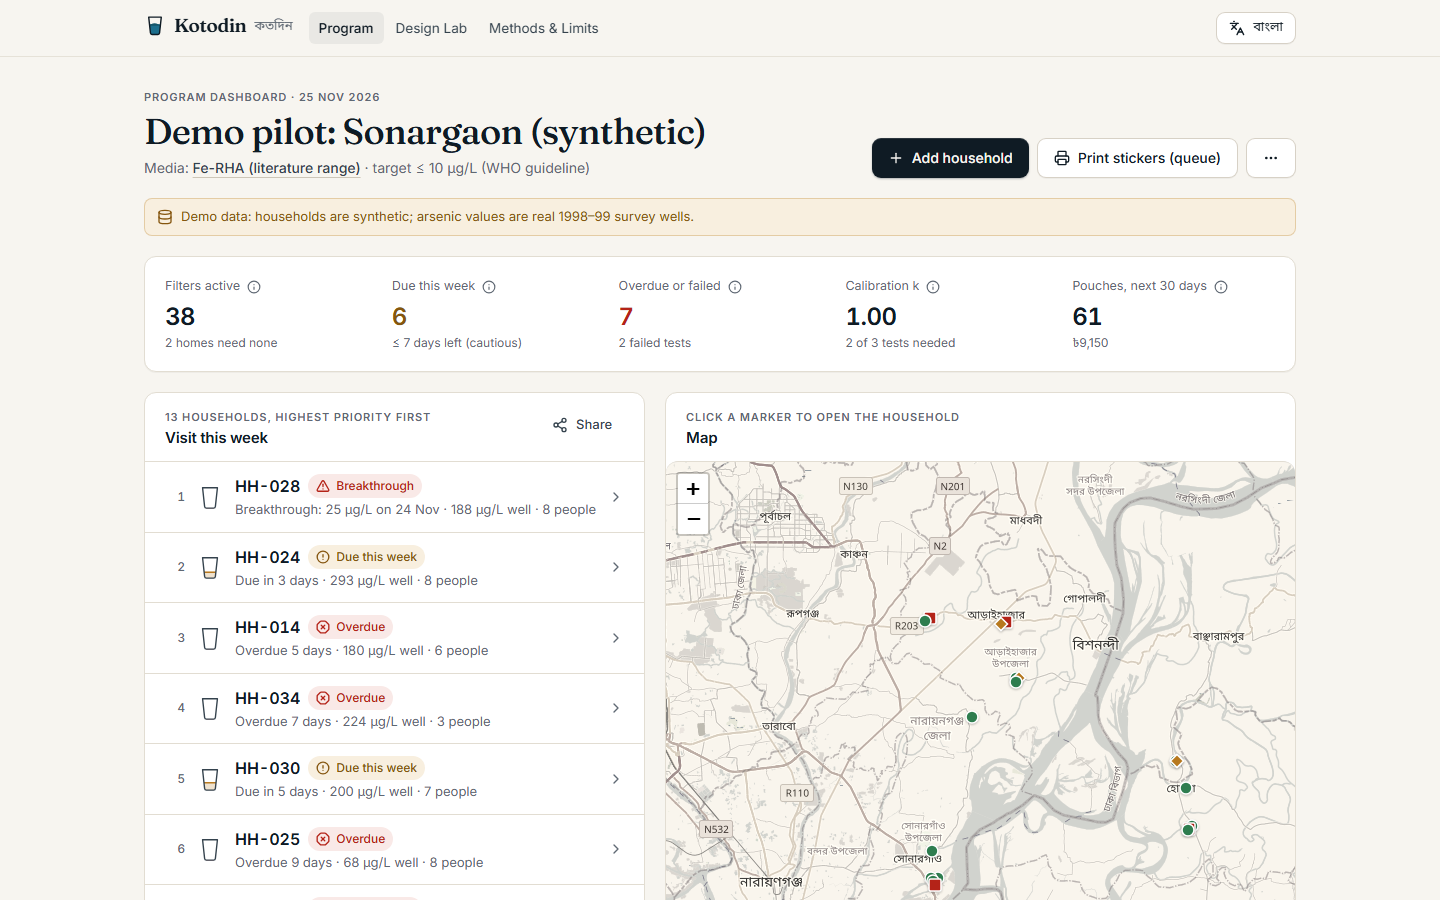 Kotodin কতদিন Program Design Lab Methods & Limits বাংলা
PROGRAM DASHBOARD · 25 NOV 2026
Demo pilot: Sonargaon (synthetic)
Media: Fe-RHA (literature range) · target ≤ 10 µg/L (WHO guideline)
Add household
Print stickers (queue)
Demo data: households are synthetic; arsenic values are real 1998–99 survey wells.
Filters active
38
2 homes need none
Due this week
6
≤ 7 days left (cautious)
Overdue or failed
7
2 failed tests
Calibration k
1.00
2 of 3 tests needed
Pouches, next 30 days
61
৳9,150
13 HOUSEHOLDS, HIGHEST PRIORITY FIRST
Visit this week
Share
1 HH-028 Breakthrough
Breakthrough: 25 µg/L on 24 Nov · 188 µg/L well · 8 people
2 HH-024 Due this week
Due in 3 days · 293 µg/L well · 8 people
3 HH-014 Overdue
Overdue 5 days · 180 µg/L well · 6 people
4 HH-034 Overdue
Overdue 7 days · 224 µg/L well · 3 people
5 HH-030 Due this week
Due in 5 days · 200 µg/L well · 7 people
6 HH-025 Overdue
Overdue 9 days · 68 µg/L well · 8 people
CLICK A MARKER TO OPEN THE HOUSEHOLD
Map
+
−
N130
N201
নরসিংদী
সদর উপজেলা
নরসিংদী জেলা
পূর্বাচল
মাধবদী
কাঞ্চন
N2
ঢাকা জেলা
রূপগঞ্জ
গোপালদী
R203
আড়াইহাজার
বিশনন্দী
বাঞ্ছারামপুর
আড়াইহাজার
উপজেলা
তারাবো
নারায়ণগঞ্জ
জেলা
R110
ঢাকা বিভাগ
N532
সোনারগাঁও
উপজেলা
বন্দর উপজেলা
সোনারগাঁও
নারায়ণগঞ্জ